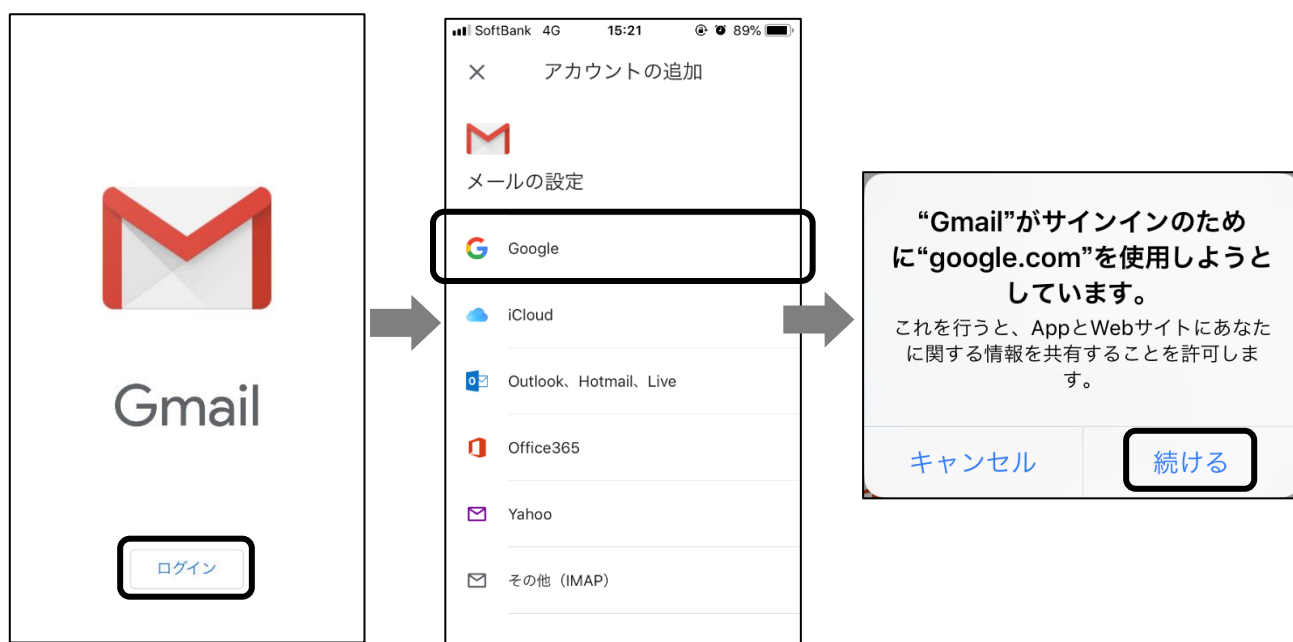 Gmail
ログイン
SoftBank 4G 15:21 89%
× アカウントの追加
メールの設定
Google
iCloud
Outlook、Hotmail、Live
Office365
Yahoo
その他（IMAP）
“Gmail”がサインインのため
に“google.com”を使用しようと
しています。
これを行うと、AppとWebサイトにあなた
に関する情報を共有することを許可しま
す。
キャンセル 続ける